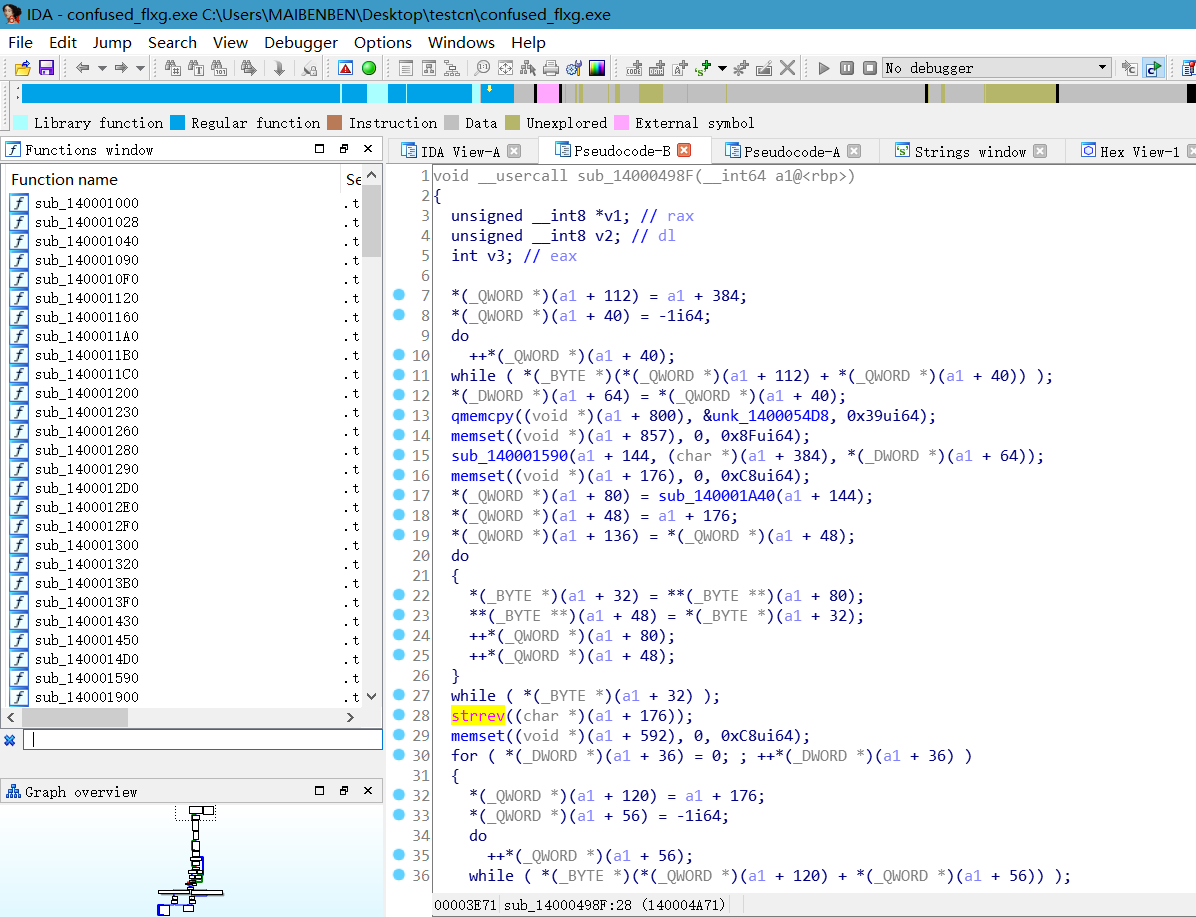 IDA - confused_flxg.exe C:\Users\MAIBENBEN\Desktop\testcn\confused_flxg.exe
File Edit Jump Search View Debugger Options Windows Help
No debugger
Library function Regular function Instruction Data Unexplored External symbol
Functions window
IDA View-A Pseudocode-B Pseudocode-A Strings window Hex View-1
Function name Se
sub_140001000 .t
sub_140001028 .t
sub_140001040 .t
sub_140001090 .t
sub_1400010F0 .t
sub_140001120 .t
sub_140001160 .t
sub_1400011A0 .t
sub_1400011B0 .t
sub_1400011C0 .t
sub_140001200 .t
sub_140001230 .t
sub_140001260 .t
sub_140001280 .t
sub_140001290 .t
sub_1400012D0 .t
sub_1400012E0 .t
sub_1400012F0 .t
sub_140001300 .t
sub_140001320 .t
sub_1400013B0 .t
sub_1400013F0 .t
sub_140001430 .t
sub_140001450 .t
sub_1400014D0 .t
sub_140001590 .t
sub_140001900 .t
Graph overview
1 void __usercall sub_14000498F(__int64 a1@<rbp>)
2 {
3 unsigned __int8 *v1; // rax
4 unsigned __int8 v2; // dl
5 int v3; // eax
6
7 *(_QWORD *)(a1 + 112) = a1 + 384;
8 *(_QWORD *)(a1 + 40) = -1i64;
9 do
10 ++*(_QWORD *)(a1 + 40);
11 while ( *(_BYTE *)(*(_QWORD *)(a1 + 112) + *(_QWORD *)(a1 + 40)) );
12 *(_DWORD *)(a1 + 64) = *(_QWORD *)(a1 + 40);
13 qmemcpy((void *)(a1 + 800), &unk_1400054D8, 0x39ui64);
14 memset((void *)(a1 + 857), 0, 0x8Fui64);
15 sub_140001590(a1 + 144, (char *)(a1 + 384), *(_DWORD *)(a1 + 64));
16 memset((void *)(a1 + 176), 0, 0xC8ui64);
17 *(_QWORD *)(a1 + 80) = sub_140001A40(a1 + 144);
18 *(_QWORD *)(a1 + 48) = a1 + 176;
19 *(_QWORD *)(a1 + 136) = *(_QWORD *)(a1 + 48);
20 do
21 {
22 *(_BYTE *)(a1 + 32) = **(_BYTE **)(a1 + 80);
23 **(_BYTE **)(a1 + 48) = *(_BYTE *)(a1 + 32);
24 ++*(_QWORD *)(a1 + 80);
25 ++*(_QWORD *)(a1 + 48);
26 }
27 while ( *(_BYTE *)(a1 + 32) );
28 strrev((char *)(a1 + 176));
29 memset((void *)(a1 + 592), 0, 0xC8ui64);
30 for ( *(_DWORD *)(a1 + 36) = 0; ; ++*(_DWORD *)(a1 + 36) )
31 {
32 *(_QWORD *)(a1 + 120) = a1 + 176;
33 *(_QWORD *)(a1 + 56) = -1i64;
34 do
35 ++*(_QWORD *)(a1 + 56);
36 while ( *(_BYTE *)(*(_QWORD *)(a1 + 120) + *(_QWORD *)(a1 + 56)) );
00003E71 sub_14000498F:28 (140004A71)